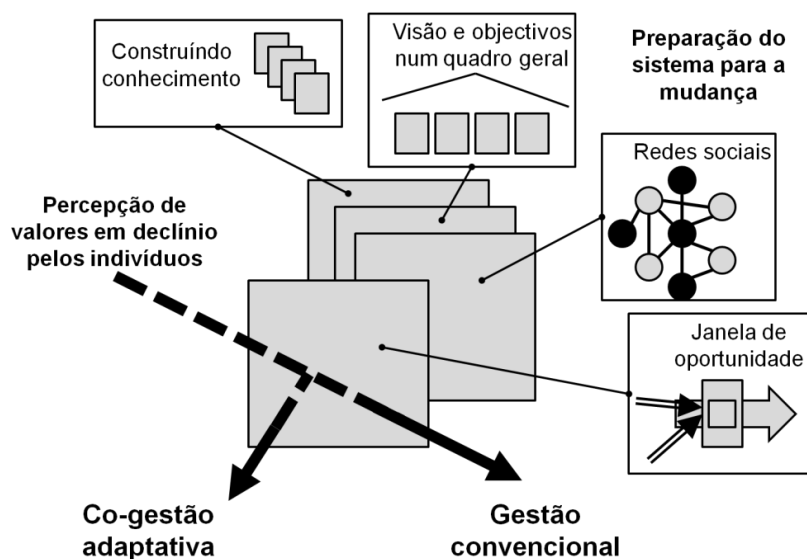 Construíndo
conhecimento
Visão e objectivos
num quadro geral
Preparação do
sistema para a
mudança
Redes sociais
Percepção de
valores em declínio
pelos indivíduos
Janela de
oportunidade
Co-gestão
adaptativa
Gestão
convencional